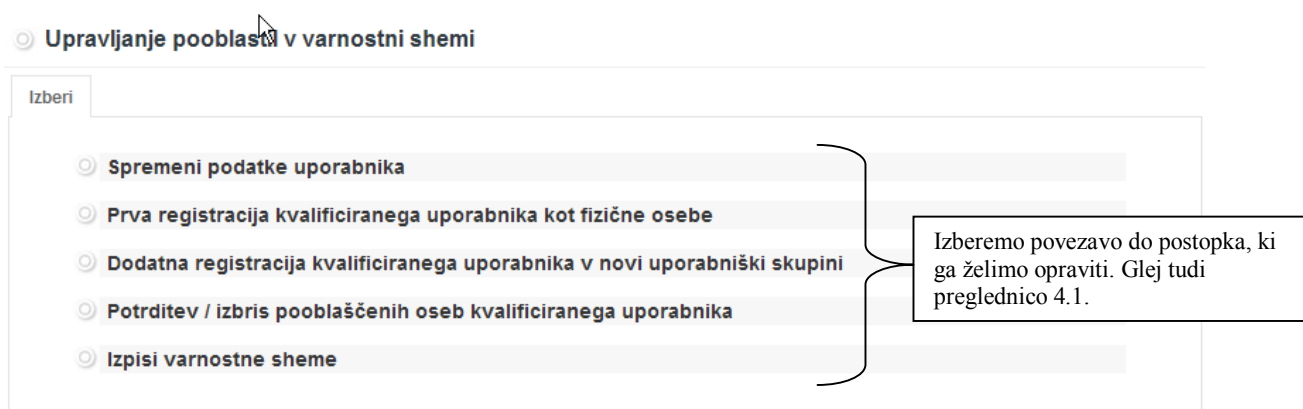 Upravljanje pooblastil v varnostni shemi
Izberi
Spremeni podatke uporabnika
Prva registracija kvalificiranega uporabnika kot fizične osebe
Dodatna registracija kvalificiranega uporabnika v novi uporabniški skupini
Potrditev / izbris pooblaščenih oseb kvalificiranega uporabnika
Izpisi varnostne sheme
Izberemo povezavo do postopka, ki
ga želimo opraviti. Glej tudi
preglednico 4.1.